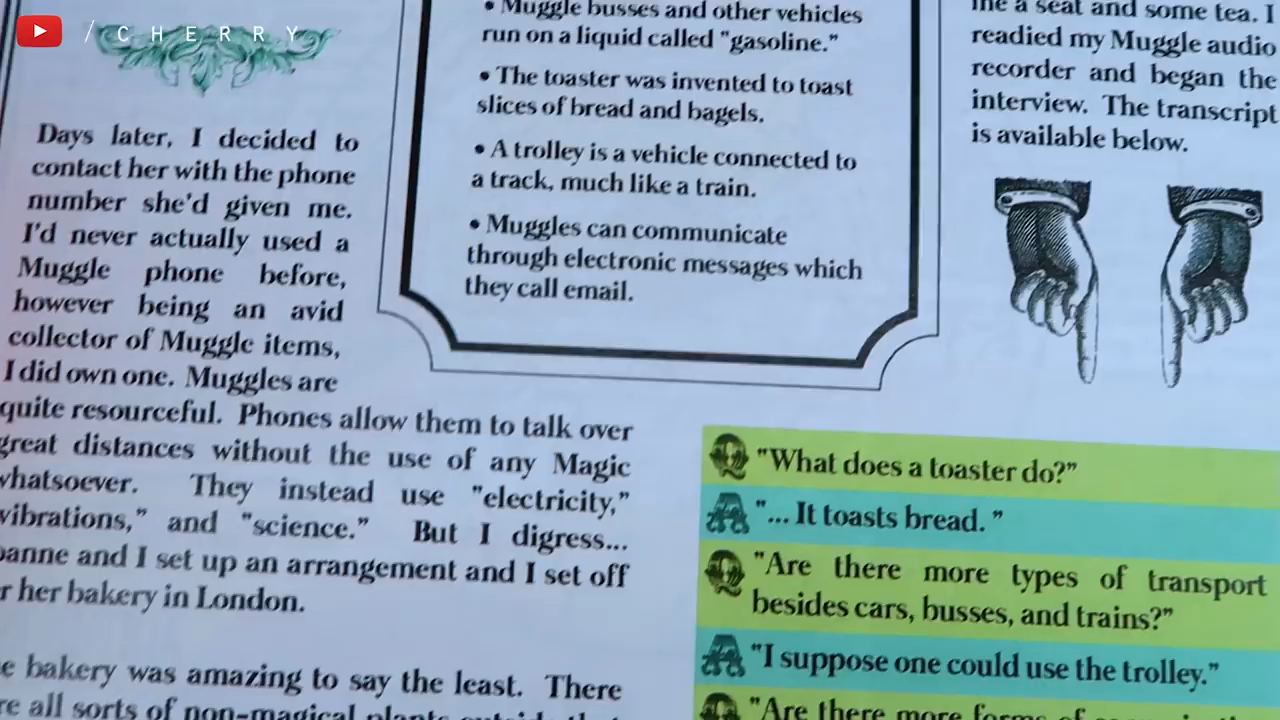 / C H E R R Y
Days later, I decided to
contact her with the phone
number she'd given me.
I'd never actually used a
Muggle phone before,
however being an avid
collector of Muggle items,
I did own one. Muggles are
quite resourceful. Phones allow them to talk over
great distances without the use of any Magic
whatsoever. They instead use "electricity,"
vibrations," and "science." But I digress...
and I set up an arrangement and I set off
her bakery in London.
bakery was amazing to say the least. There
all sorts of non-magical plants outside that
• Muggle busses and other vehicles
run on a liquid called "gasoline."
• The toaster was invented to toast
slices of bread and bagels.
• A trolley is a vehicle connected to
a track, much like a train.
• Muggles can communicate
through electronic messages which
they call email.
me a seat and some tea. I
readied my Muggle audio
recorder and began the
interview. The transcript
is available below.
Q "What does a toaster do?"
A "... It toasts bread. "
Q "Are there more types of transport
besides cars, busses, and trains?"
A "I suppose one could use the trolley."
Q "Are there more forms of